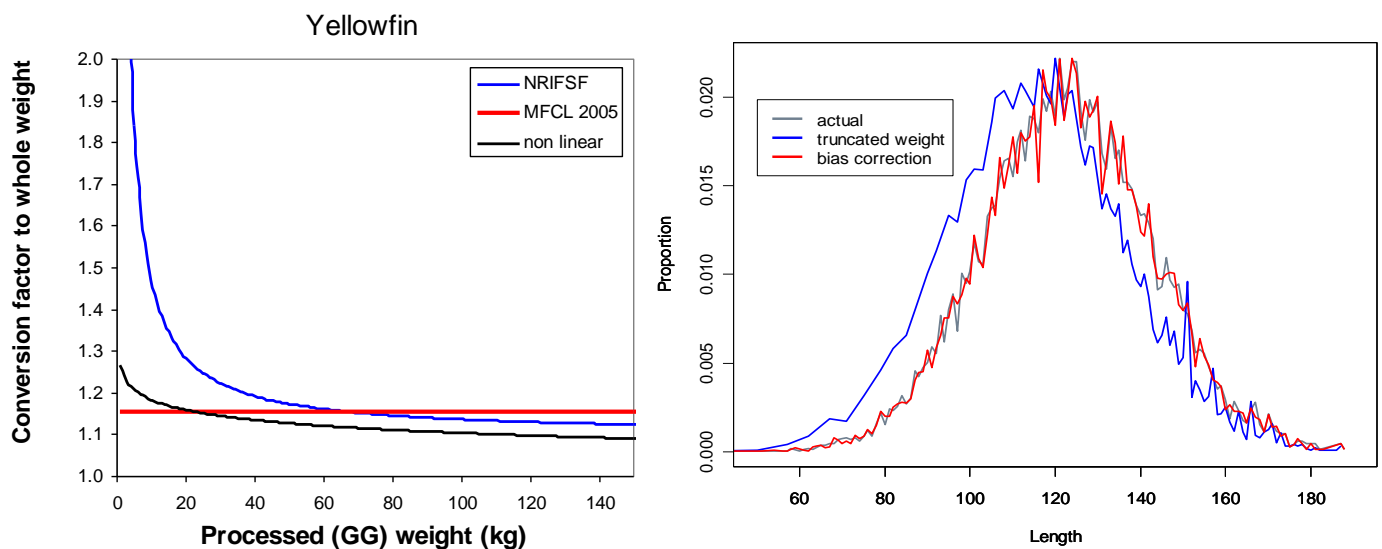 Yellowfin
Conversion factor to whole weight
2.0
1.9
1.8
1.7
1.6
1.5
1.4
1.3
1.2
1.1
1.0
NRIFSF
MFCL 2005
non linear
0 20 40 60 80 100 120 140
Processed (GG) weight (kg)
Proportion
0.020
0.015
0.010
0.005
0.000
actual
truncated weight
bias correction
60 80 100 120 140 160 180
Length